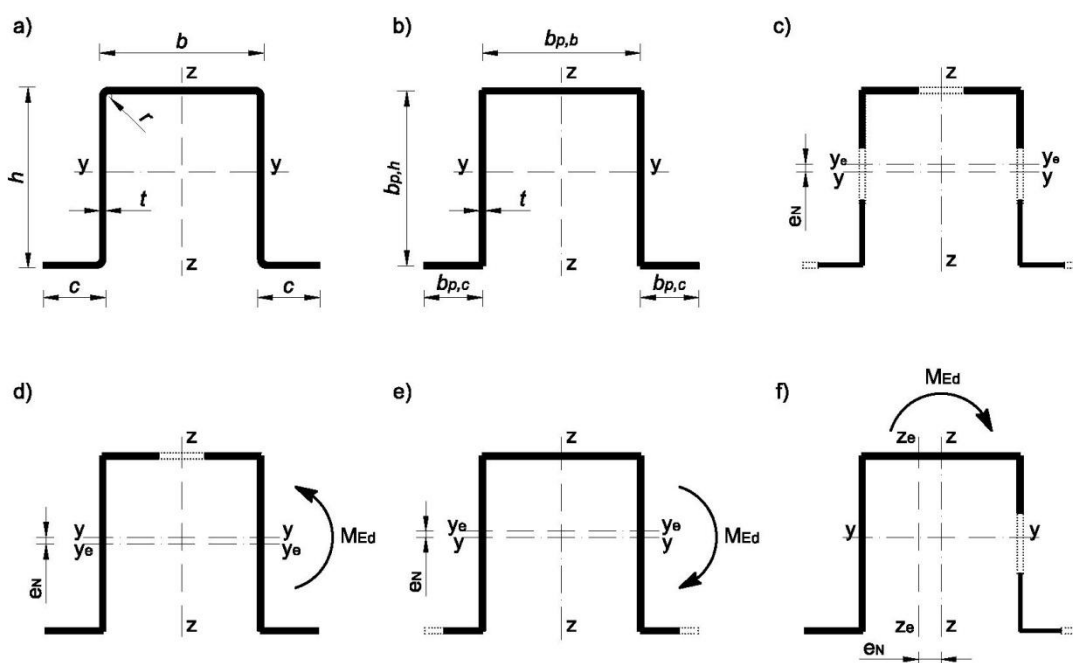 a)
b
z
h
r
y y
t
z
c c
b)
bp,b
z
bp,h
y y
t
z
bp,c bp,c
c)
z
ye ye
y y
eN
z
d)
z
y y
ye ye
MEd
eN
z
e)
z
ye ye
y y
MEd
eN
z
f)
MEd
ze z
y y
ze z
eN